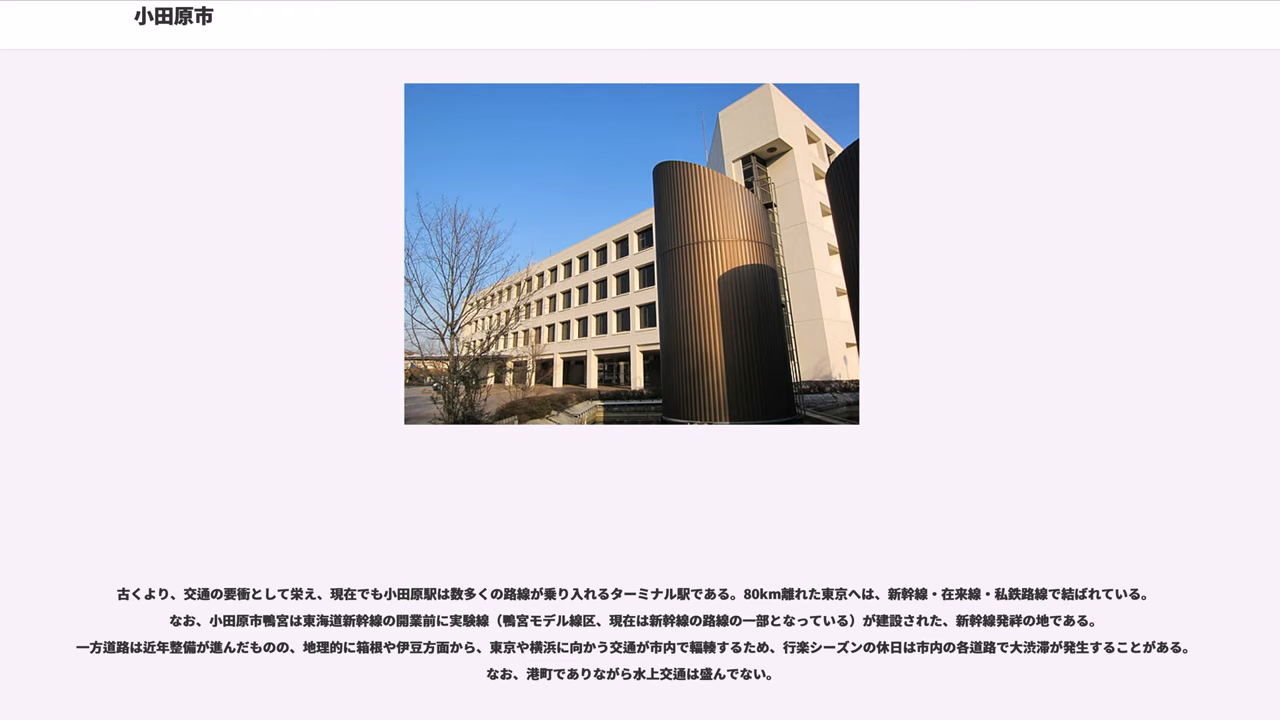 小田原市
古くより、交通の要衝として栄え、現在でも小田原駅は数多くの路線が乗り入れるターミナル駅である。80km離れた東京へは、新幹線・在来線・私鉄路線で結ばれている。
なお、小田原市鴨宮は東海道新幹線の開業前に実験線（鴨宮モデル線区、現在は新幹線の路線の一部となっている）が建設された、新幹線発祥の地である。
一方道路は近年整備が進んだものの、地理的に箱根や伊豆方面から、東京や横浜に向かう交通が市内で輻輳するため、行楽シーズンの休日は市内の各道路で大渋滞が発生することがある。
なお、港町でありながら水上交通は盛んでない。